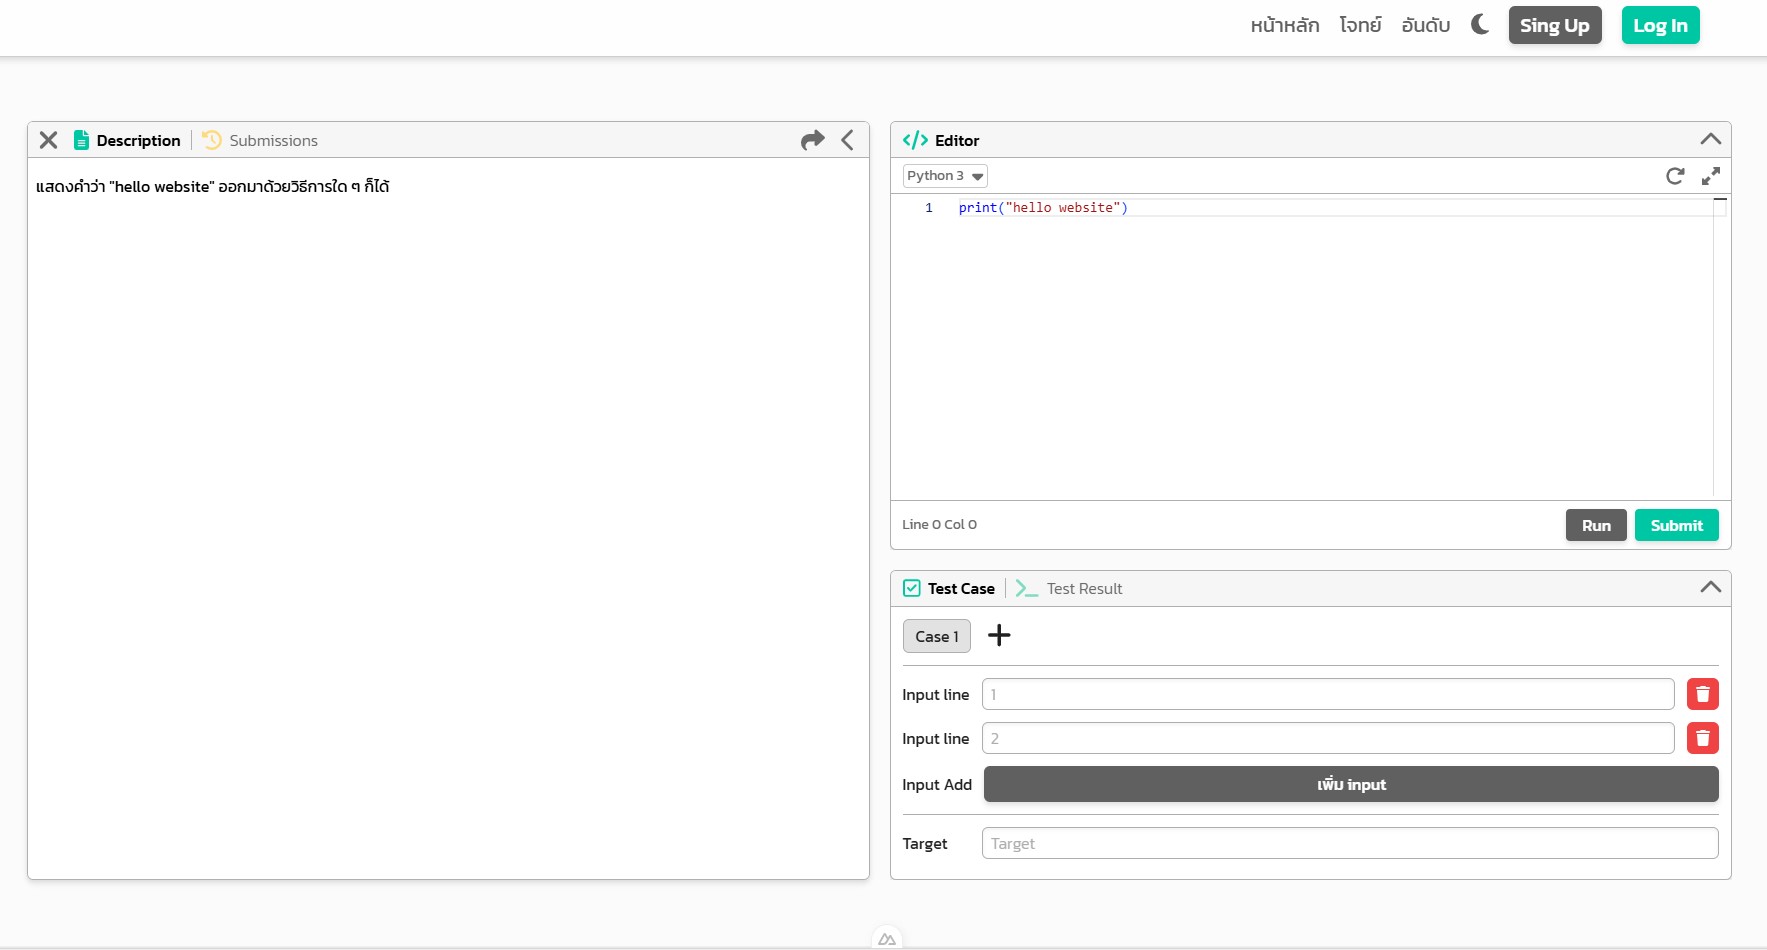 หน้าหลัก โจทย์ อันดับ Sing Up Log In
Description Submissions
แสดงคำว่า "hello website" ออกมาด้วยวิธีการใด ๆ ก็ได้
Editor
Python 3
1 print("hello website")
Line 0 Col 0 Run Submit
Test Case Test Result
Case 1
Input line 1
Input line 2
Input Add เพิ่ม input
Target Target